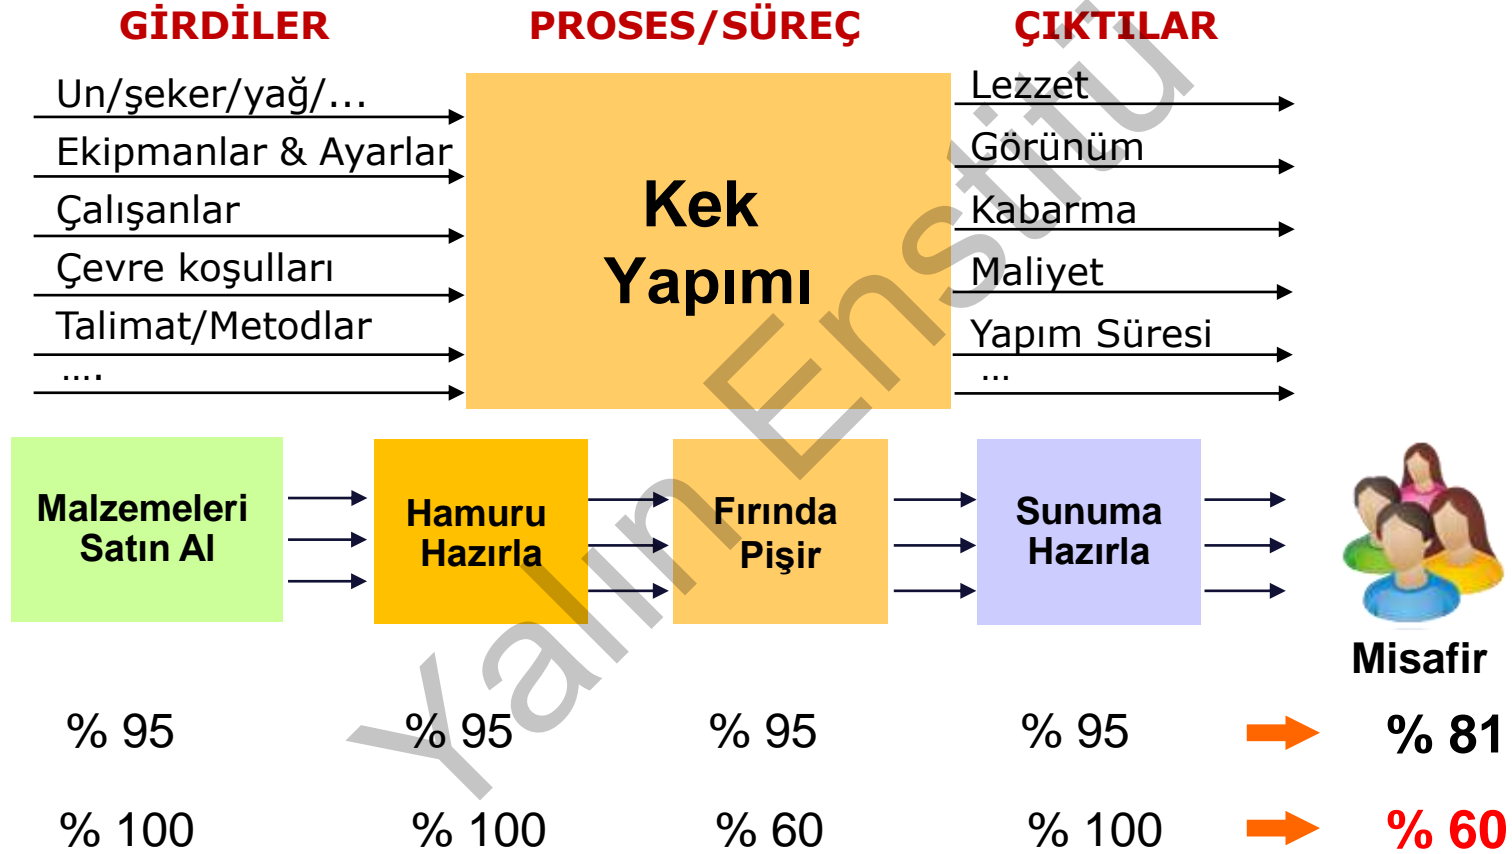 GİRDİLER PROSES/SÜREÇ ÇIKTILAR
Un/şeker/yağ/...
Ekipmanlar & Ayarlar
Çalışanlar
Çevre koşulları
Talimat/Metodlar
....
Kek
Yapımı
Lezzet
Görünüm
Kabarma
Maliyet
Yapım Süresi
...
Malzemeleri
Satın Al
Hamuru
Hazırla
Fırında
Pişir
Sunuma
Hazırla
Misafir
% 95 % 95 % 95 % 95 % 81
% 100 % 100 % 60 % 100 % 60
Yalın Enstitü